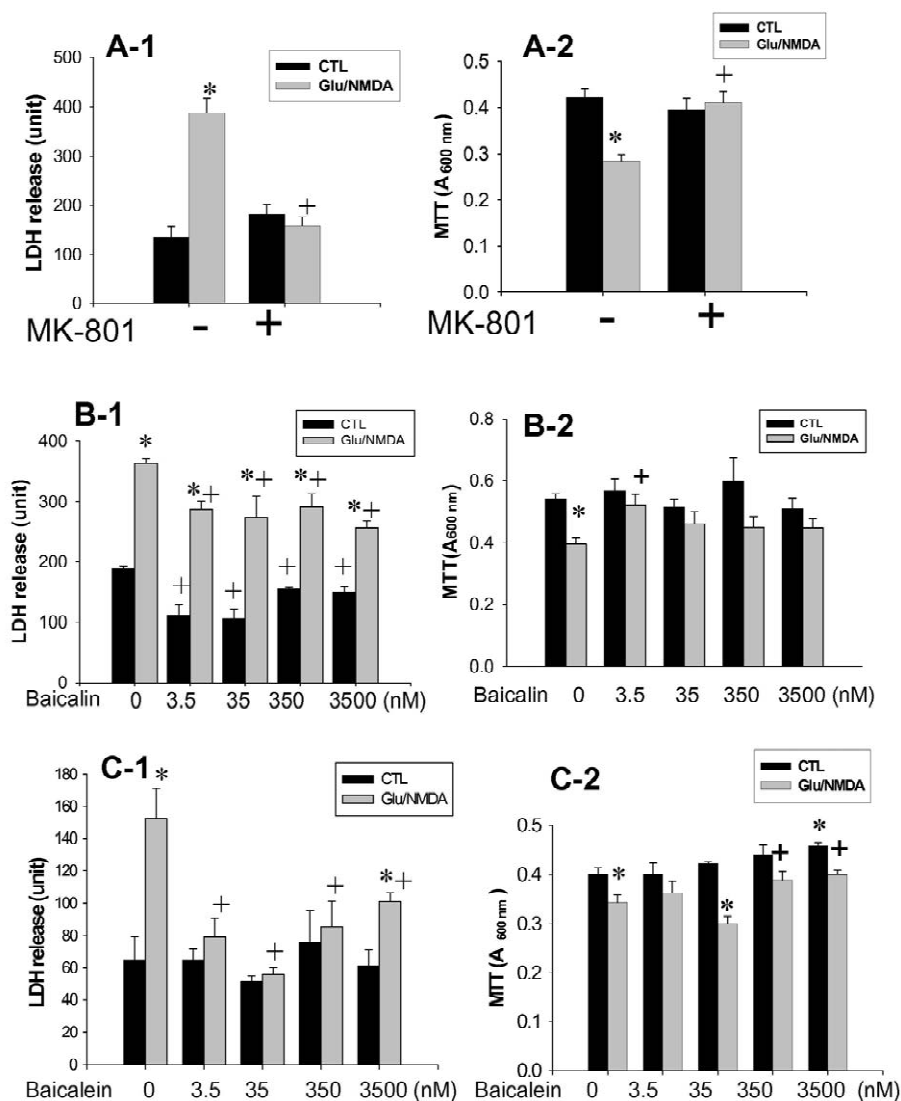 A-1
CTL
Glu/NMDA
LDH release (unit)
500
400
300
200
100
0
*
+
MK-801 - +
A-2
CTL
Glu/NMDA
MTT (A600 nm)
0.5
0.4
0.3
0.2
0.1
0.0
*
+
MK-801 - +
B-1
CTL
Glu/NMDA
LDH release (unit)
400
300
200
100
0
* *+ *+ *+ *+
+ + + +
Baicalin 0 3.5 35 350 3500 (nM)
B-2
CTL
Glu/NMDA
MTT(A600 nm)
0.8
0.6
0.4
0.2
0.0
* +
Baicalin 0 3.5 35 350 3500 (nM)
C-1
CTL
Glu/NMDA
LDH release (unit)
180
160
140
120
100
80
60
40
20
0
* + + + *+
Baicalein 0 3.5 35 350 3500 (nM)
C-2
CTL
Glu/NMDA
MTT (A 600 nm)
0.5
0.4
0.3
0.2
0.1
0.0
*
* * + +
Baicalein 0 3.5 35 350 3500 (nM)